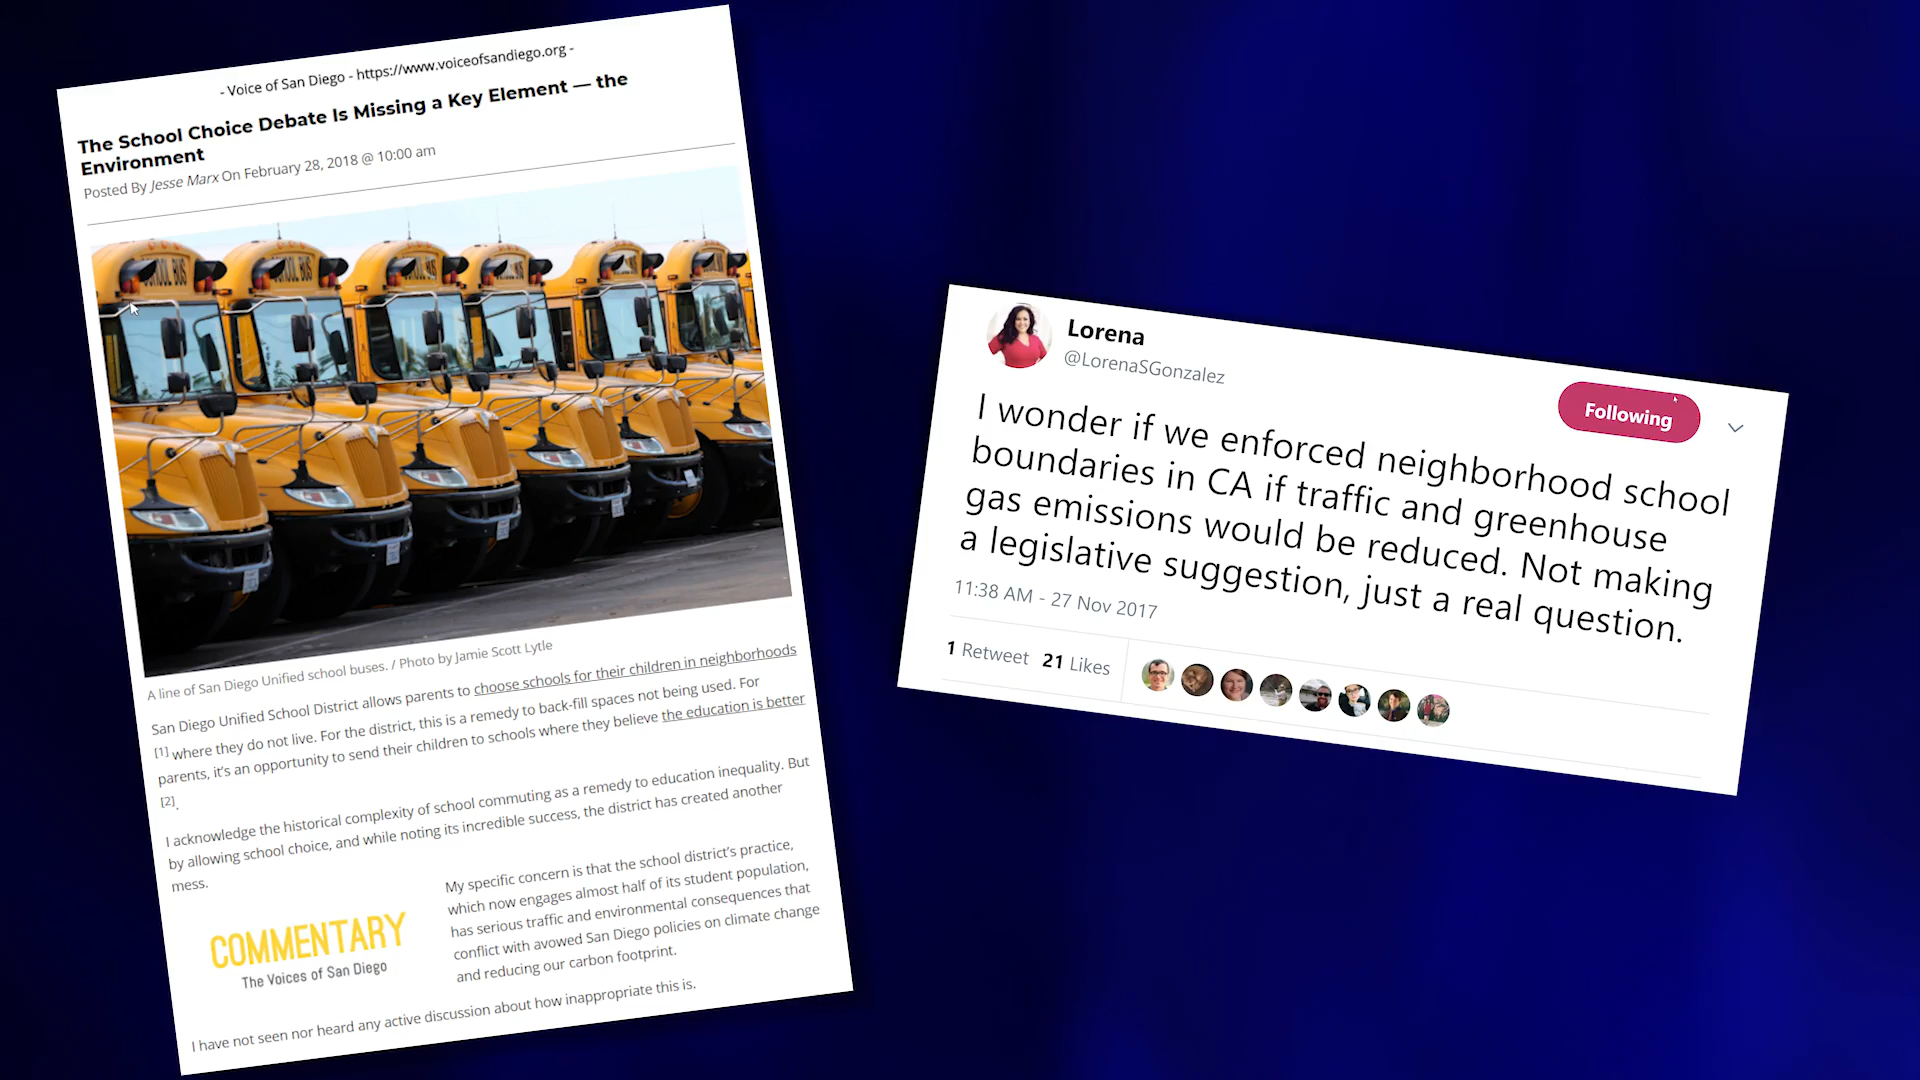 - Voice of San Diego - https://www.voiceofsandiego.org -
The School Choice Debate Is Missing a Key Element — the
Environment
Posted By Jesse Marx On February 28, 2018 @ 10:00 am
SCHOOL BUS
SCHOOL BUS
A line of San Diego Unified school buses. / Photo by Jamie Scott Lytle
San Diego Unified School District allows parents to choose schools for their children in neighborhoods
[1] where they do not live. For the district, this is a remedy to back-fill spaces not being used. For
parents, it's an opportunity to send their children to schools where they believe the education is better
[2].
I acknowledge the historical complexity of school commuting as a remedy to education inequality. But
by allowing school choice, and while noting its incredible success, the district has created another
mess.
COMMENTARY
The Voices of San Diego
My specific concern is that the school district's practice,
which now engages almost half of its student population,
has serious traffic and environmental consequences that
conflict with avowed San Diego policies on climate change
and reducing our carbon footprint.
I have not seen nor heard any active discussion about how inappropriate this is.
Lorena
@LorenaSGonzalez
Following
I wonder if we enforced neighborhood school
boundaries in CA if traffic and greenhouse
gas emissions would be reduced. Not making
a legislative suggestion, just a real question.
11:38 AM - 27 Nov 2017
1 Retweet 21 Likes